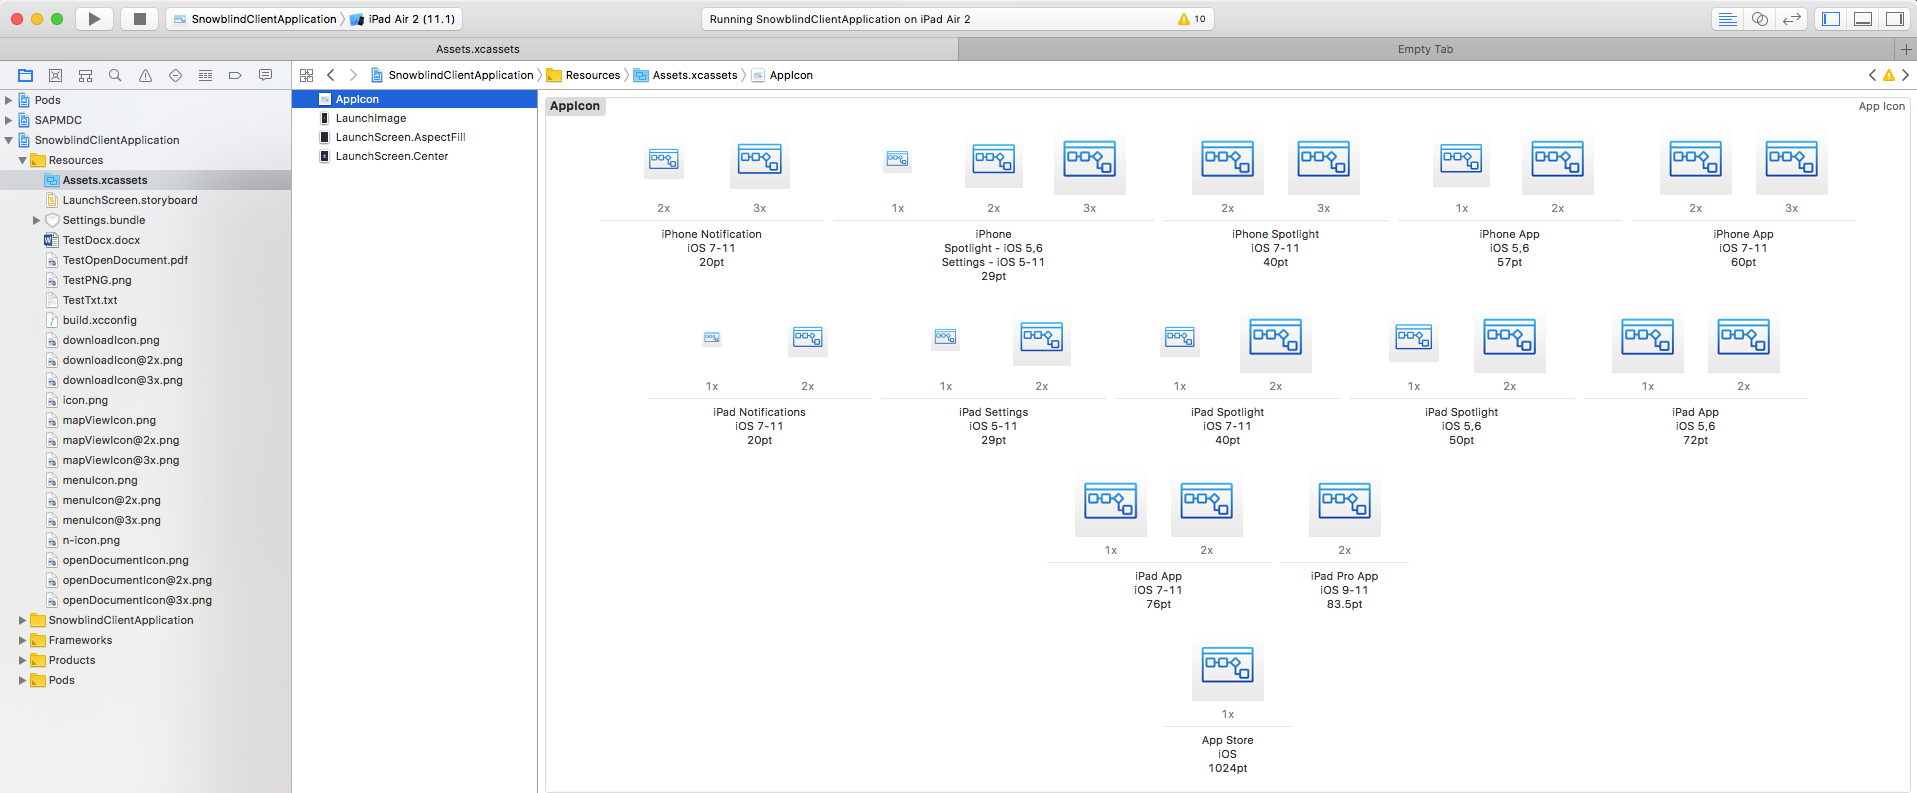 SnowblindClientApplication iPad Air 2 (11.1)
Running SnowblindClientApplication on iPad Air 2
10
Assets.xcassets
Empty Tab
SnowblindClientApplication Resources Assets.xcassets AppIcon
Pods
SAPMDC
SnowblindClientApplication
Resources
Assets.xcassets
LaunchScreen.storyboard
Settings.bundle
TestDocx.docx
TestOpenDocument.pdf
TestPNG.png
TestTxt.txt
build.xcconfig
downloadIcon.png
downloadIcon@2x.png
downloadIcon@3x.png
icon.png
mapViewIcon.png
mapViewIcon@2x.png
mapViewIcon@3x.png
menuIcon.png
menuIcon@2x.png
menuIcon@3x.png
n-icon.png
openDocumentIcon.png
openDocumentIcon@2x.png
openDocumentIcon@3x.png
SnowblindClientApplication
Frameworks
Products
Pods
AppIcon
LaunchImage
LaunchScreen.AspectFill
LaunchScreen.Center
AppIcon
App Icon
2x 3x
iPhone Notification
iOS 7-11
20pt
1x 2x 3x
iPhone
Spotlight - iOS 5,6
Settings - iOS 5-11
29pt
2x 3x
iPhone Spotlight
iOS 7-11
40pt
1x 2x
iPhone App
iOS 5,6
57pt
2x 3x
iPhone App
iOS 7-11
60pt
1x 2x
iPad Notifications
iOS 7-11
20pt
1x 2x
iPad Settings
iOS 5-11
29pt
1x 2x
iPad Spotlight
iOS 7-11
40pt
1x 2x
iPad Spotlight
iOS 5,6
50pt
1x 2x
iPad App
iOS 5,6
72pt
1x 2x
iPad App
iOS 7-11
76pt
2x
iPad Pro App
iOS 9-11
83.5pt
1x
App Store
iOS
1024pt